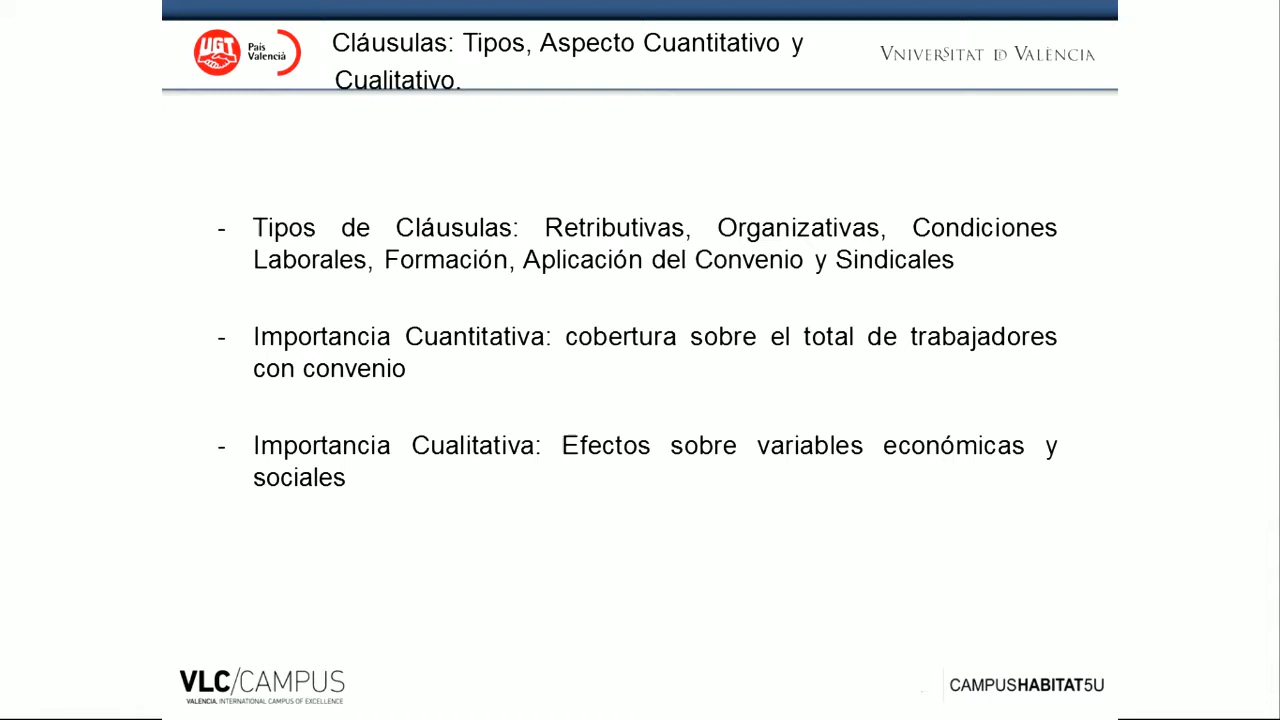 UGT
País
Valencià
Cláusulas: Tipos, Aspecto Cuantitativo y
Cualitativo.
VNIVERSITAT DE VALÈNCIA
- Tipos de Cláusulas: Retributivas, Organizativas, Condiciones
Laborales, Formación, Aplicación del Convenio y Sindicales
- Importancia Cuantitativa: cobertura sobre el total de trabajadores
con convenio
- Importancia Cualitativa: Efectos sobre variables económicas y
sociales
VLC/CAMPUS
VALENCIA. INTERNATIONAL CAMPUS OF EXCELLENCE
CAMPUSHABITAT5U